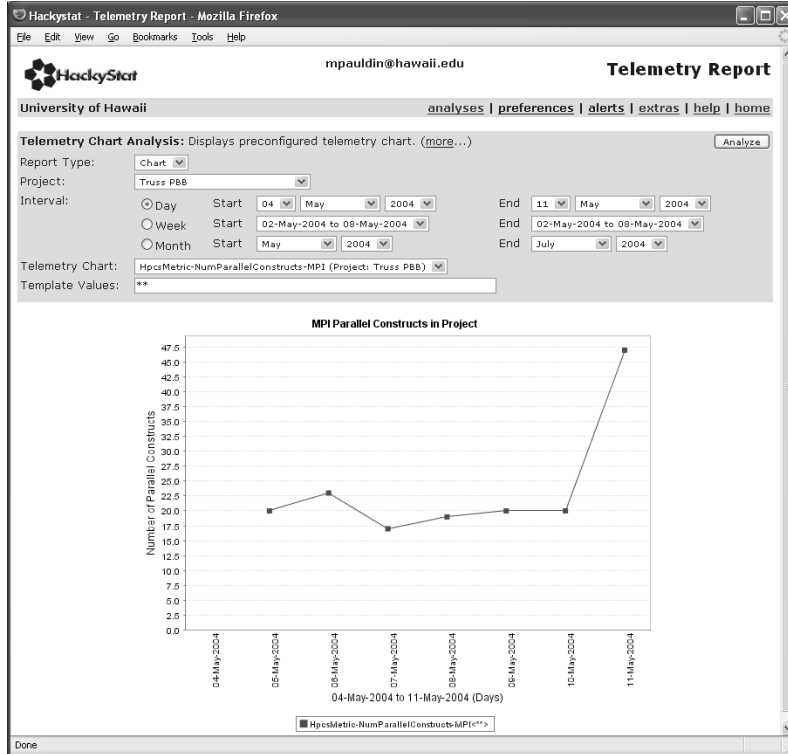 Hackystat - Telemetry Report - Mozilla Firefox
File Edit View Go Bookmarks Tools Help
HackyStat
mpauldin@hawaii.edu
Telemetry Report
University of Hawaii
analyses | preferences | alerts | extras | help | home
Telemetry Chart Analysis: Displays preconfigured telemetry chart. (more...)
Analyze
Report Type: Chart
Project: Truss PBB
Interval: Day Start 04 May 2004 End 11 May 2004
Week Start 02-May-2004 to 08-May-2004 End 02-May-2004 to 08-May-2004
Month Start May 2004 End July 2004
Telemetry Chart: HpcsMetric-NumParallelConstructs-MPI (Project: Truss PBB)
Template Values: **
MPI Parallel Constructs in Project
Number of Parallel Constructs
47.5
45.0
42.5
40.0
37.5
35.0
32.5
30.0
27.5
25.0
22.5
20.0
17.5
15.0
12.5
10.0
7.5
5.0
2.5
0.0
04-May-2004
05-May-2004
06-May-2004
07-May-2004
08-May-2004
09-May-2004
10-May-2004
11-May-2004
04-May-2004 to 11-May-2004 (Days)
HpcsMetric-NumParallelConstructs-MPI<**>
Done